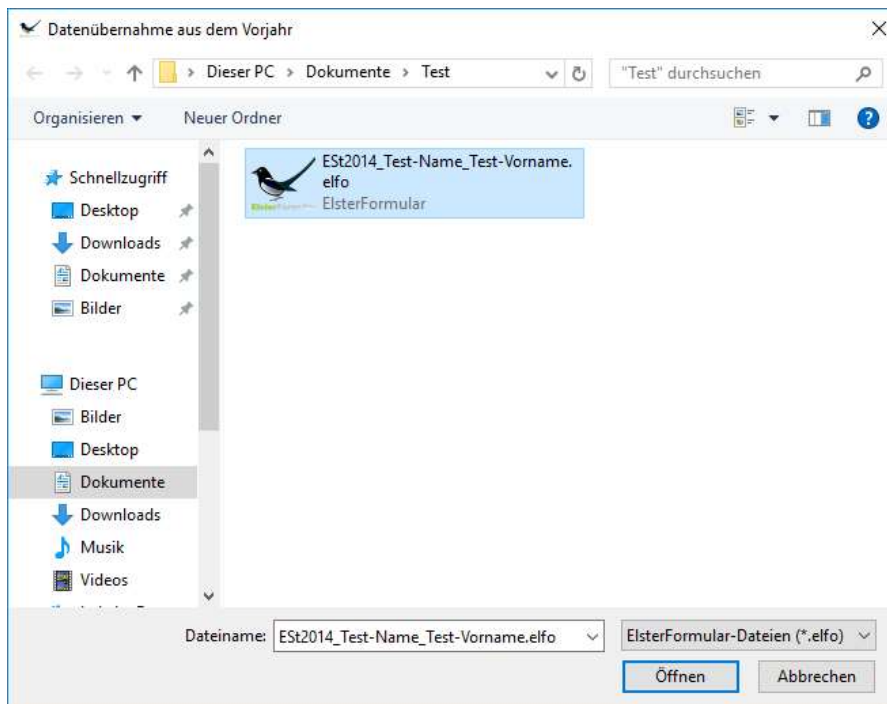 Datenübernahme aus dem Vorjahr
Dieser PC > Dokumente > Test
"Test" durchsuchen
Organisieren
Neuer Ordner
Schnellzugriff
Desktop
Downloads
Dokumente
Bilder
Dieser PC
Bilder
Desktop
Dokumente
Downloads
Musik
Videos
ESt2014_Test-Name_Test-Vorname.
elfo
ElsterFormular
Dateiname: ESt2014_Test-Name_Test-Vorname.elfo
ElsterFormular-Dateien (*.elfo)
Öffnen
Abbrechen